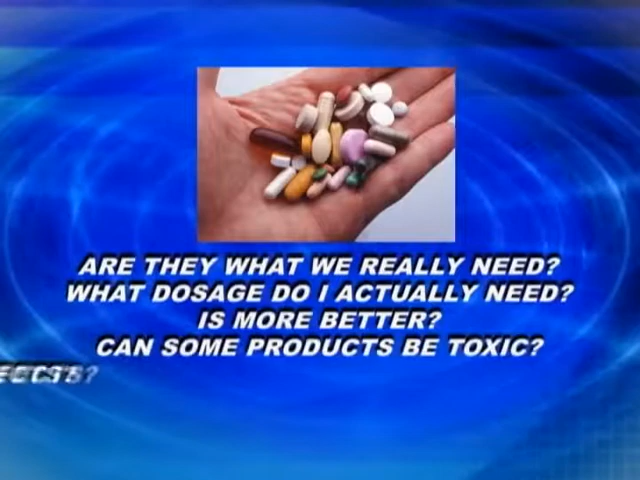 ARE THEY WHAT WE REALLY NEED?
WHAT DOSAGE DO I ACTUALLY NEED?
IS MORE BETTER?
CAN SOME PRODUCTS BE TOXIC?